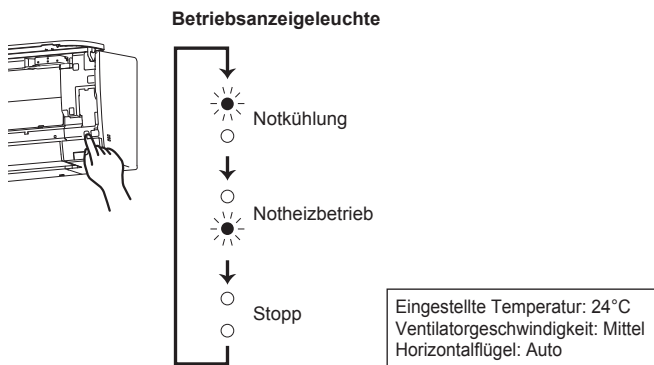 Betriebsanzeigeleuchte
Notkühlung
Notheizbetrieb
Stopp
Eingestellte Temperatur: 24°C
Ventilatorgeschwindigkeit: Mittel
Horizontalflügel: Auto